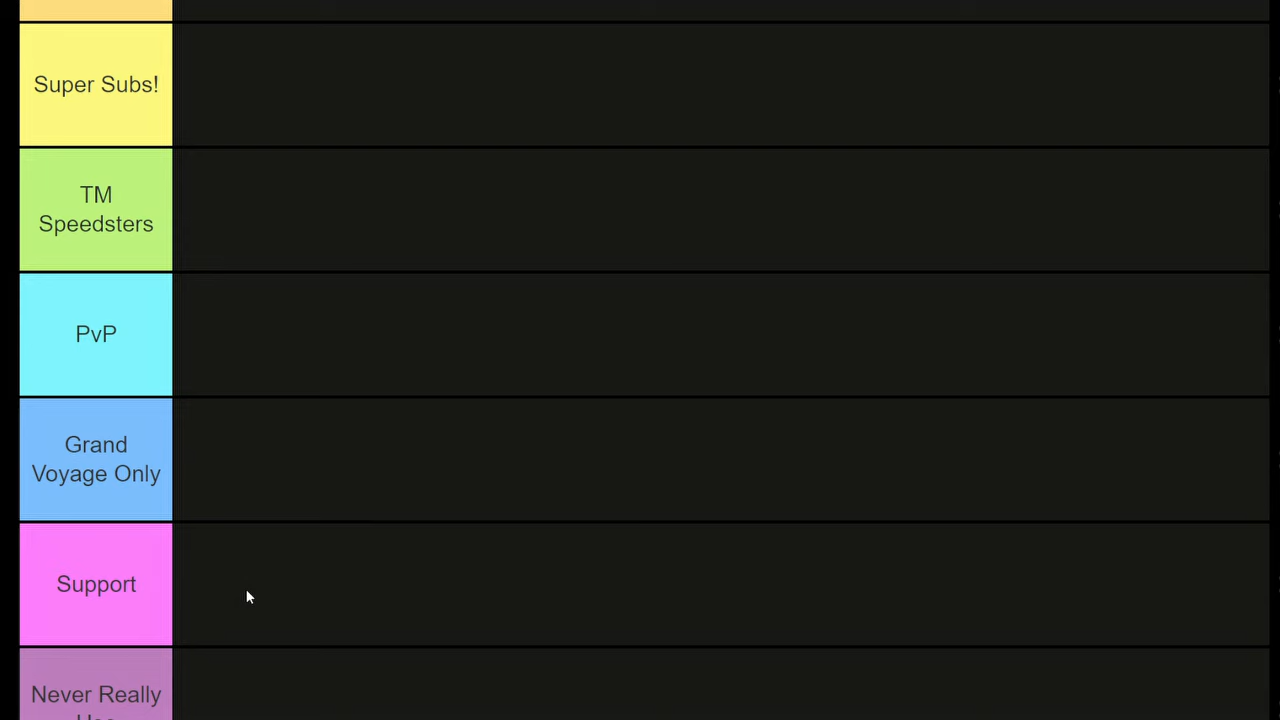 Super Subs!
TM
Speedsters
PvP
Grand
Voyage Only
Support
Never Really